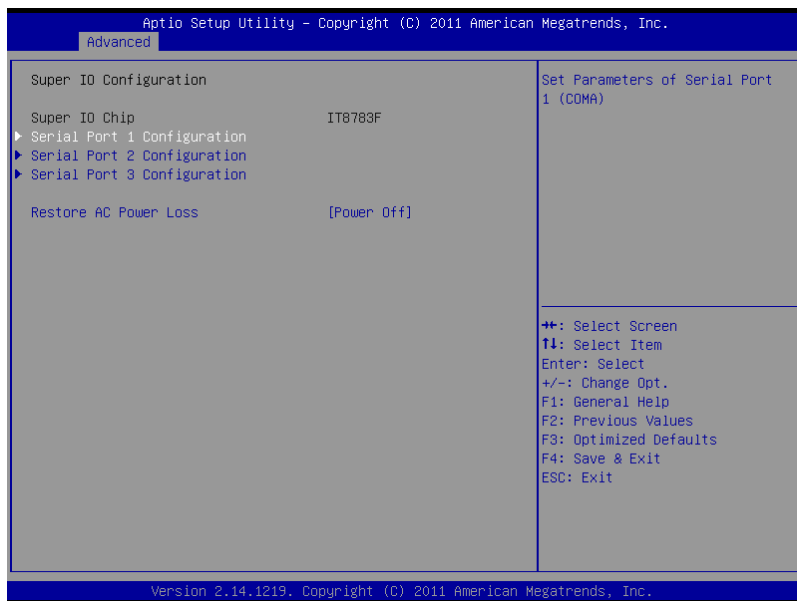 Aptio Setup Utility – Copyright (C) 2011 American Megatrends, Inc.
Advanced
Super IO Configuration
Super IO Chip IT8783F
Serial Port 1 Configuration
Serial Port 2 Configuration
Serial Port 3 Configuration
Restore AC Power Loss [Power Off]
Set Parameters of Serial Port
1 (COMA)
→←: Select Screen
↑↓: Select Item
Enter: Select
+/-: Change Opt.
F1: General Help
F2: Previous Values
F3: Optimized Defaults
F4: Save & Exit
ESC: Exit
Version 2.14.1219. Copyright (C) 2011 American Megatrends, Inc.